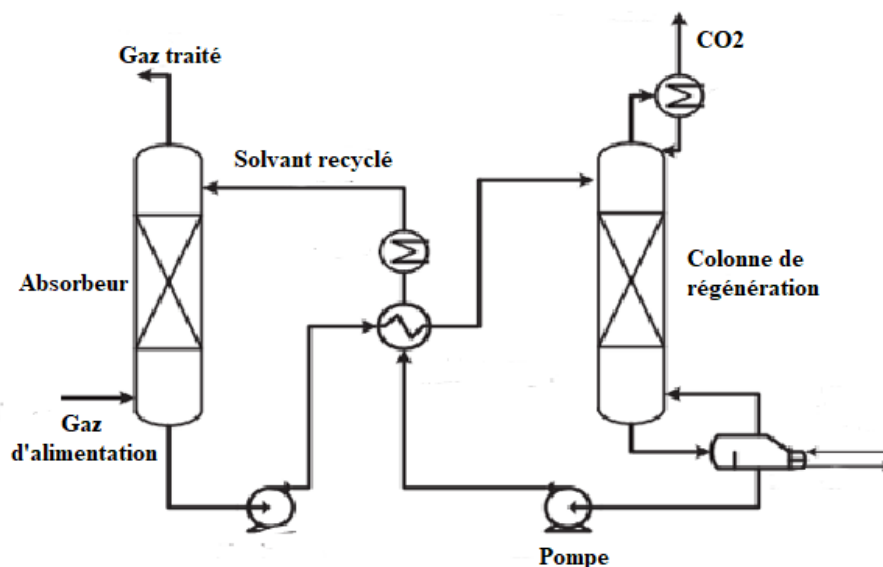 Gaz traité
CO2
Solvant recyclé
Absorbeur
Colonne de
régénération
Gaz
d'alimentation
Pompe